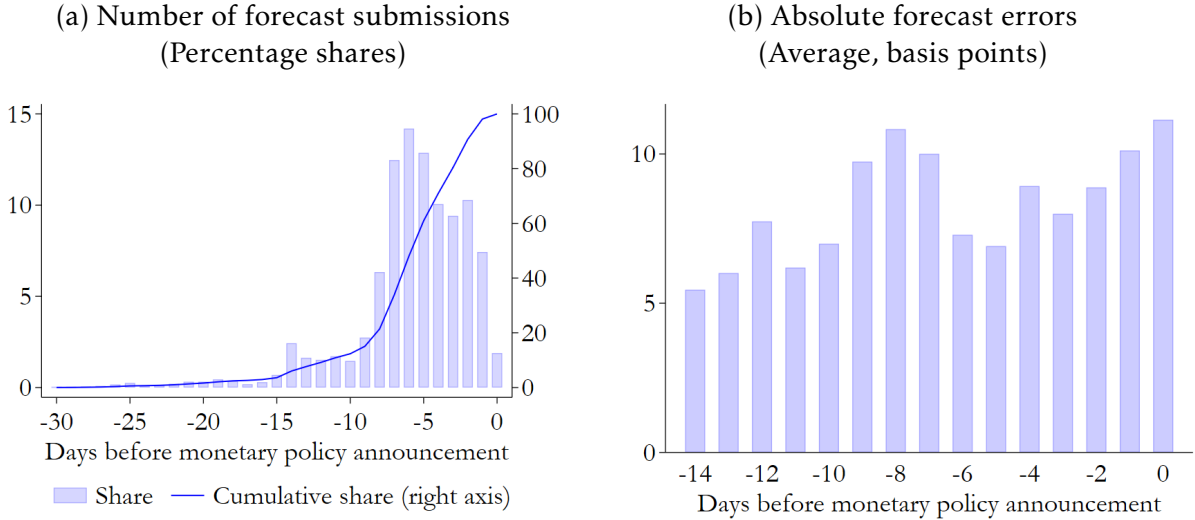 (a) Number of forecast submissions
(Percentage shares)
15
10
5
0
100
80
60
40
20
0
-30 -25 -20 -15 -10 -5 0
Days before monetary policy announcement
Share Cumulative share (right axis)
(b) Absolute forecast errors
(Average, basis points)
10
5
0
-14 -12 -10 -8 -6 -4 -2 0
Days before monetary policy announcement